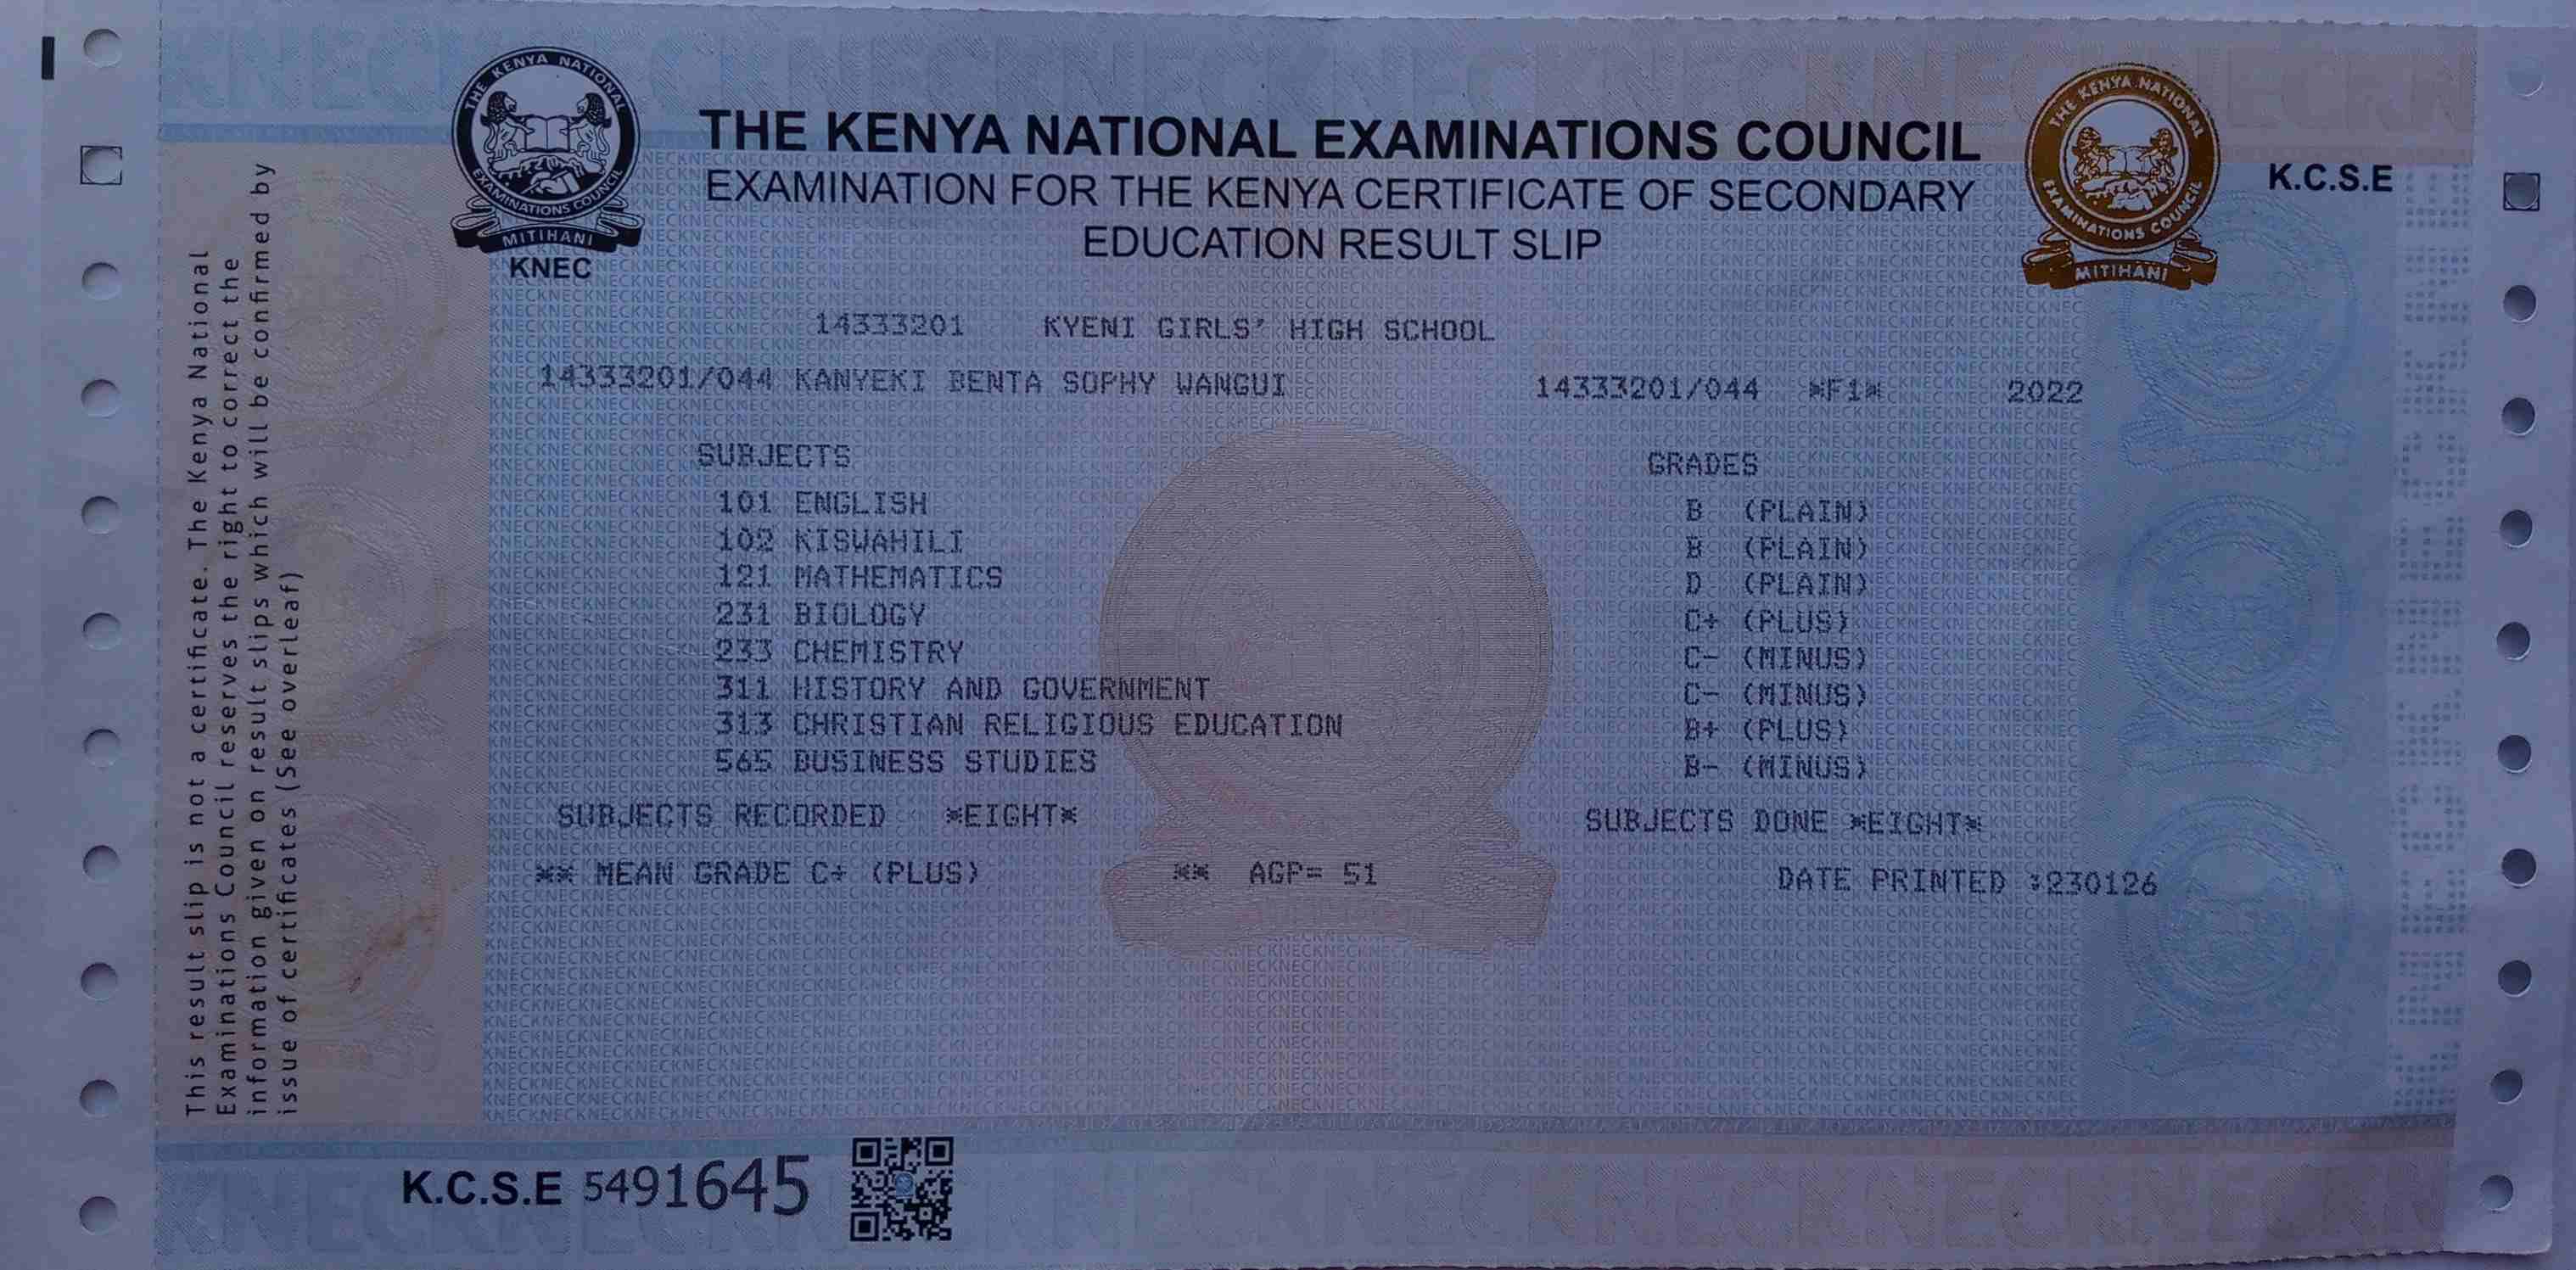 THE KENYA NATIONAL EXAMINATIONS COUNCIL
MITIHANI
KNEC
THE KENYA NATIONAL EXAMINATIONS COUNCIL
EXAMINATION FOR THE KENYA CERTIFICATE OF SECONDARY
EDUCATION RESULT SLIP
THE KENYA NATIONAL EXAMINATIONS COUNCIL
MITIHANI
K.C.S.E
14333201 KYENI GIRLS' HIGH SCHOOL
14333201/044 KANYEKI BENTA SOPHY WANGUI 14333201/044 *F1* 2022
SUBJECTS GRADES
101 ENGLISH B (PLAIN)
102 KISWAHILI B (PLAIN)
121 MATHEMATICS D (PLAIN)
231 BIOLOGY C+ (PLUS)
233 CHEMISTRY C- (MINUS)
311 HISTORY AND GOVERNMENT C- (MINUS)
313 CHRISTIAN RELIGIOUS EDUCATION B+ (PLUS)
565 BUSINESS STUDIES B- (MINUS)
SUBJECTS RECORDED *EIGHT* SUBJECTS DONE *EIGHT*
** MEAN GRADE C+ (PLUS) ** AGP= 51 DATE PRINTED :230126
This result slip is not a certificate. The Kenya National
Examinations Council reserves the right to correct the
information given on result slips which will be confirmed by
issue of certificates (See overleaf)
K.C.S.E 5491645